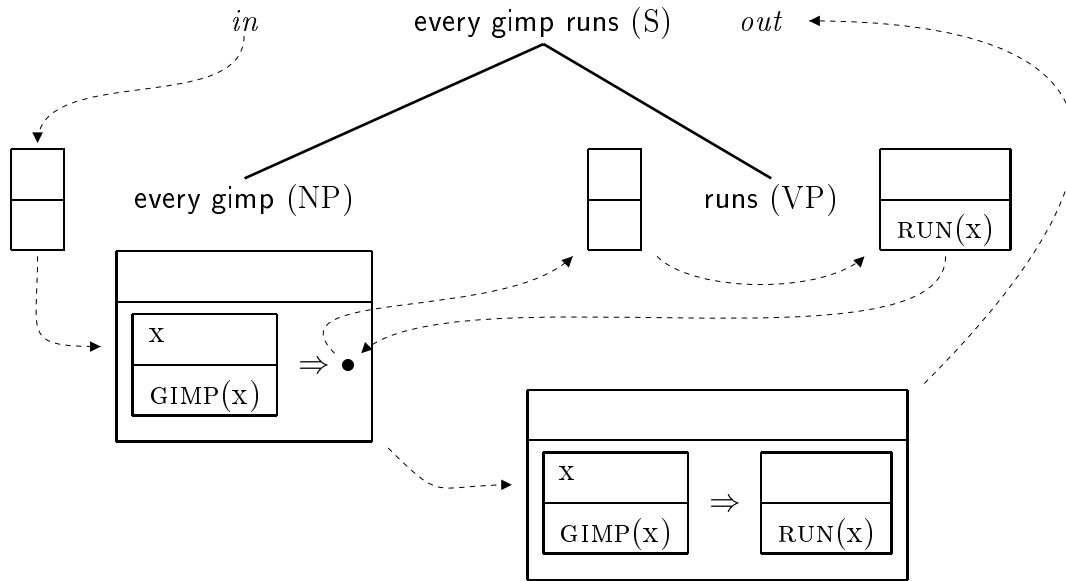 in every gimp runs (S) out
every gimp (NP) runs (VP)
RUN(x)
x
⇒ •
GIMP(x)
x
⇒
GIMP(x) RUN(x)